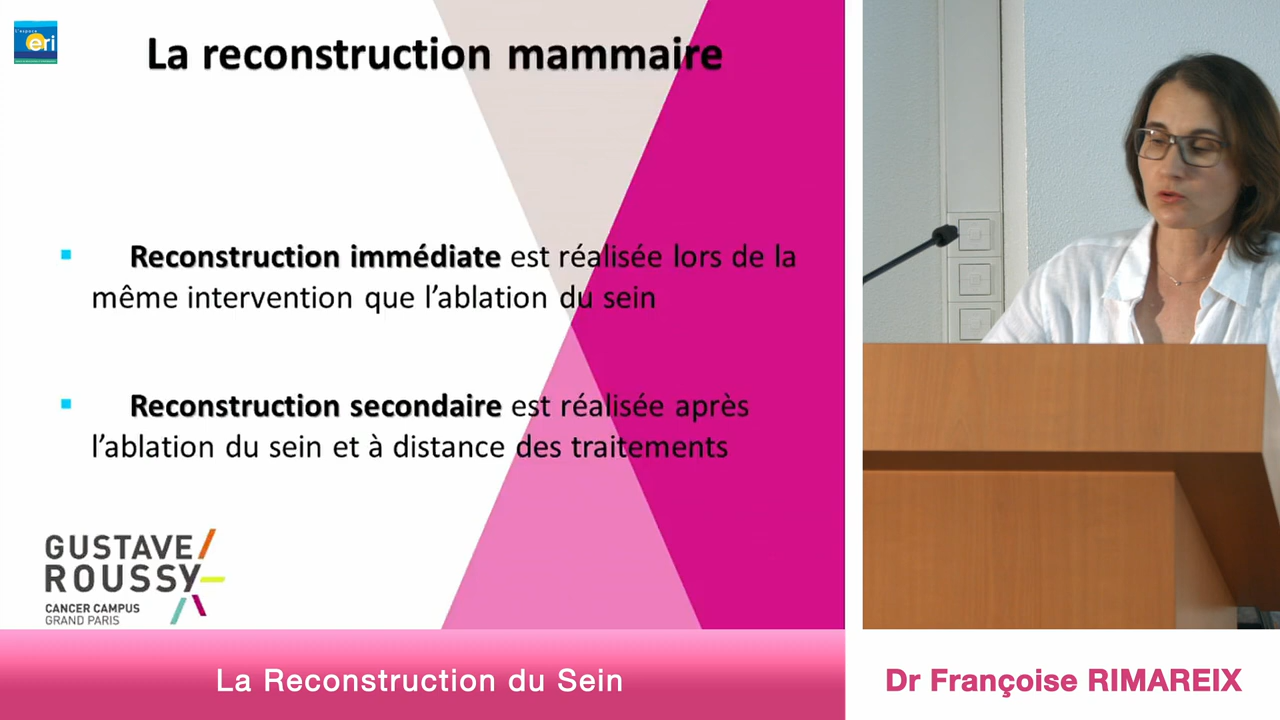 eri
La reconstruction mammaire
Reconstruction immédiate est réalisée lors de la
même intervention que l’ablation du sein
Reconstruction secondaire est réalisée après
l’ablation du sein et à distance des traitements
GUSTAVE
ROUSSY
CANCER CAMPUS
GRAND PARIS
La Reconstruction du Sein
Dr Françoise RIMAREIX